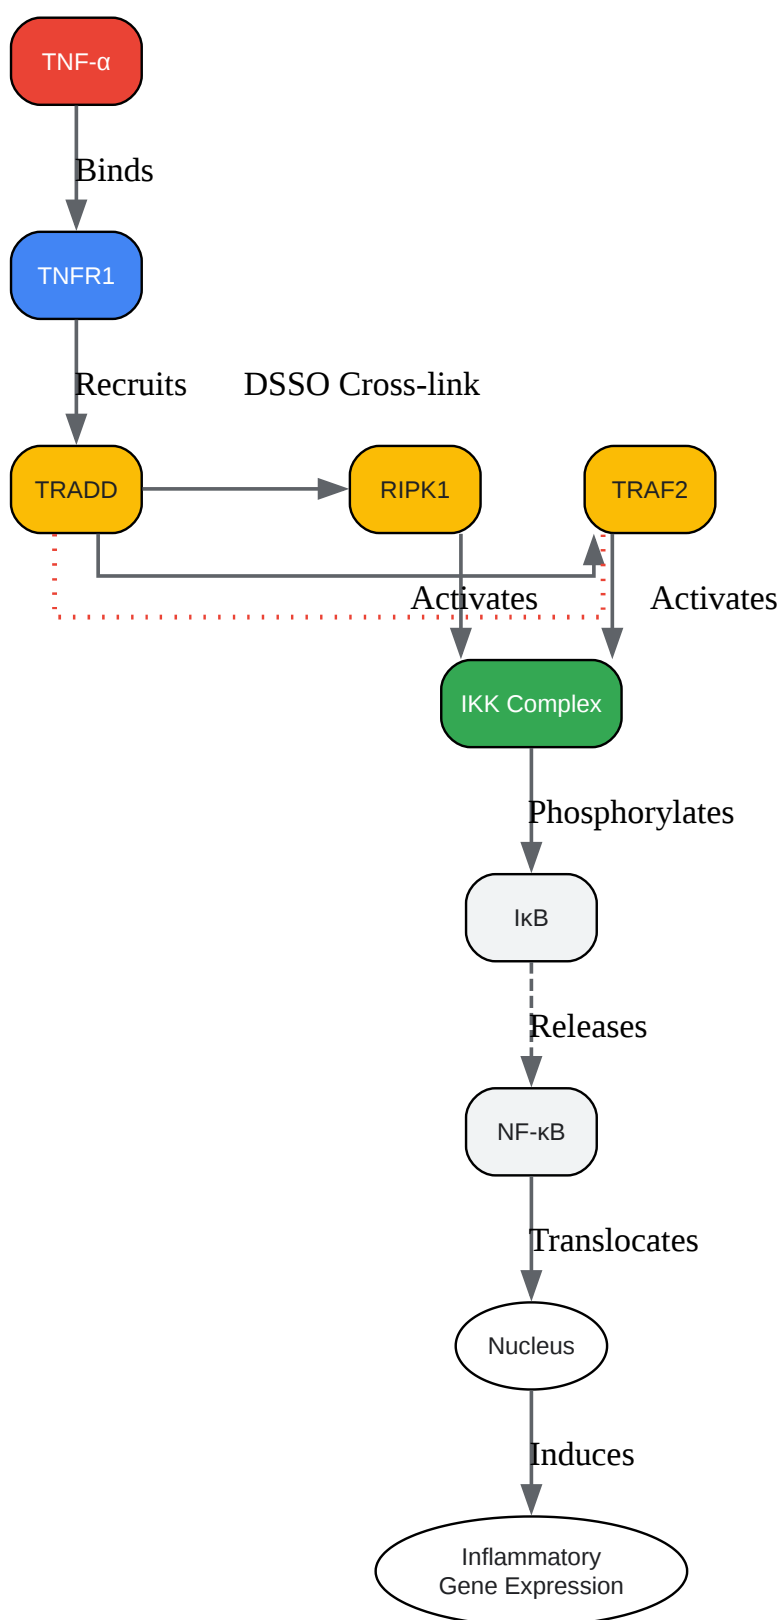 TNF-α
Binds
TNFR1
Recruits
DSSO Cross-link
TRADD
RIPK1
TRAF2
Activates
Activates
IKK Complex
Phosphorylates
IκB
Releases
NF-κB
Translocates
Nucleus
Induces
Inflammatory
Gene Expression